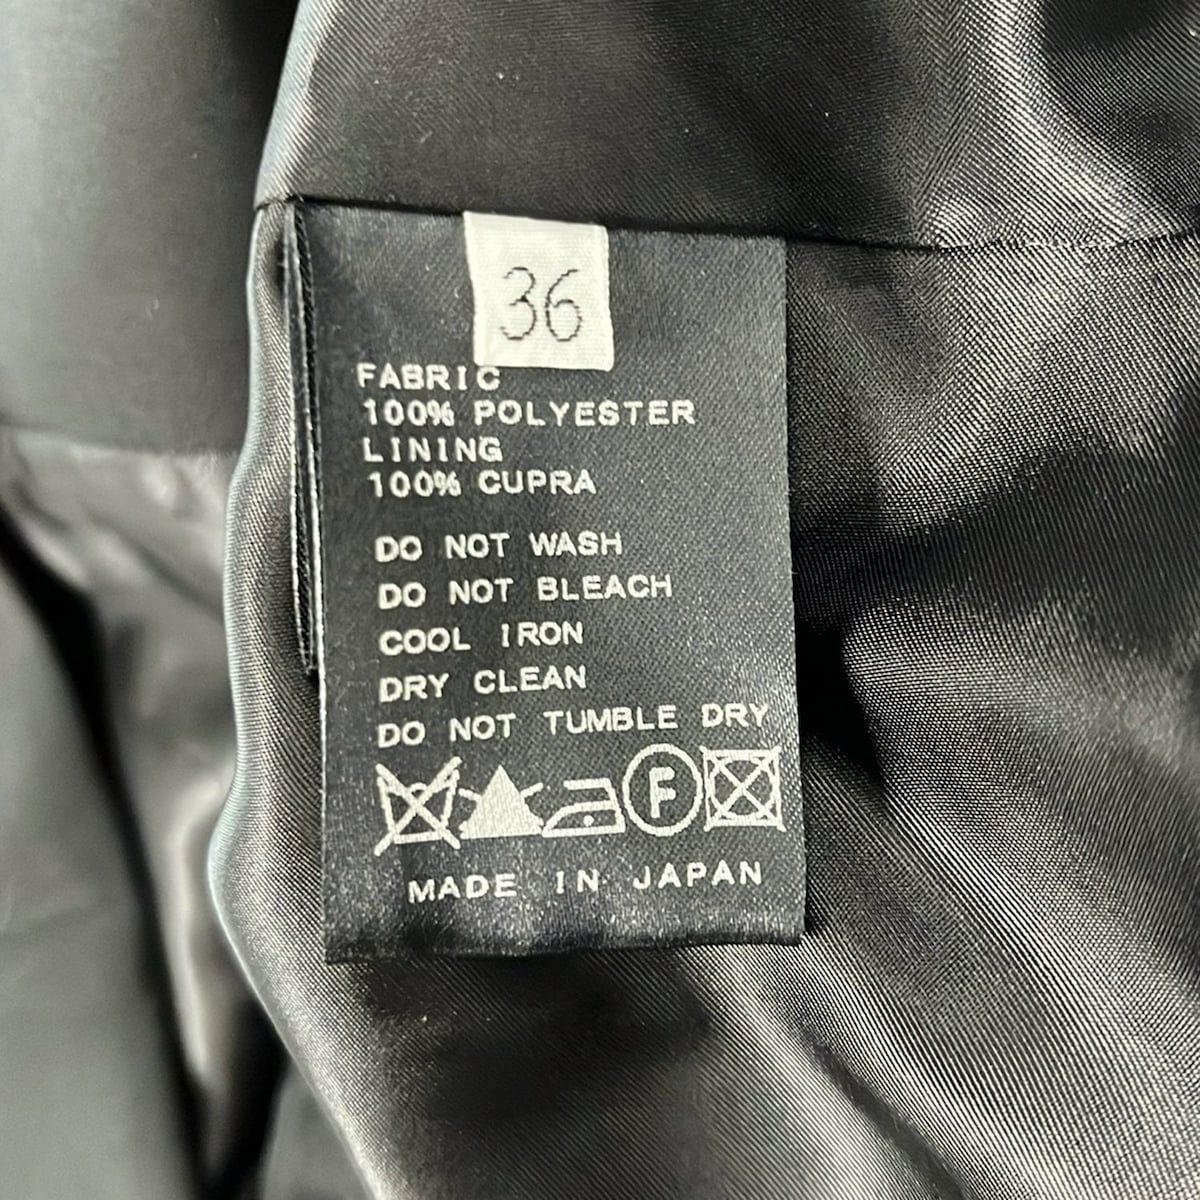 36
FABRIC
100% POLYESTER
LINING
100% CUPRA
DO NOT WASH
DO NOT BLEACH
COOL IRON
DRY CLEAN
DO NOT TUMBLE DRY
F
MADE IN JAPAN